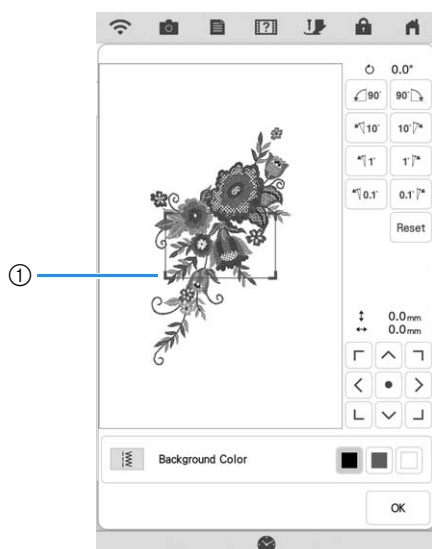 ?
0.0°
90° 90°
10° 10°
1° 1°
0.1° 0.1°
Reset
①
0.0mm
0.0mm
Background Color
OK